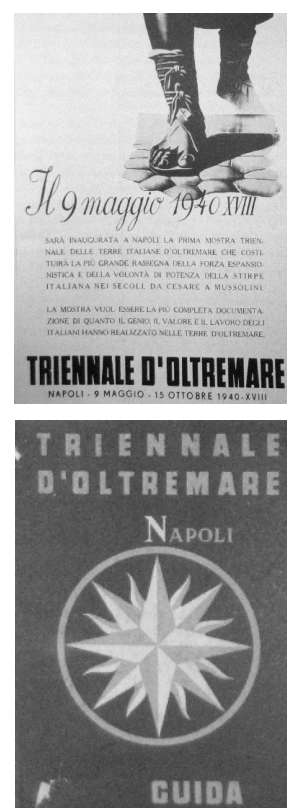 Il 9 maggio 1940 XVIII
SARÀ INAUGURATA A NAPOLI LA PRIMA MOSTRA TRIEN-
NALE DELLE TERRE ITALIANE D'OLTREMARE CHE COSTI-
TUIRÀ LA PIÙ GRANDE RASSEGNA DELLA FORZA ESPANSIO-
NISTICA E DELLA VOLONTÀ DI POTENZA DELLA STIRPE
ITALIANA NEI SECOLI DA CESARE A MUSSOLINI.
LA MOSTRA VUOL ESSERE LA PIÙ COMPLETA DOCUMENTA-
ZIONE DI QUANTO IL GENIO, IL VALORE E IL LAVORO DEGLI
ITALIANI HANNO REALIZZATO NELLE TERRE D'OLTREMARE.
TRIENNALE D'OLTREMARE
NAPOLI - 9 MAGGIO - 15 OTTOBRE 1940-XVIII
TRIENNALE
D'OLTREMARE
NAPOLI
GUIDA